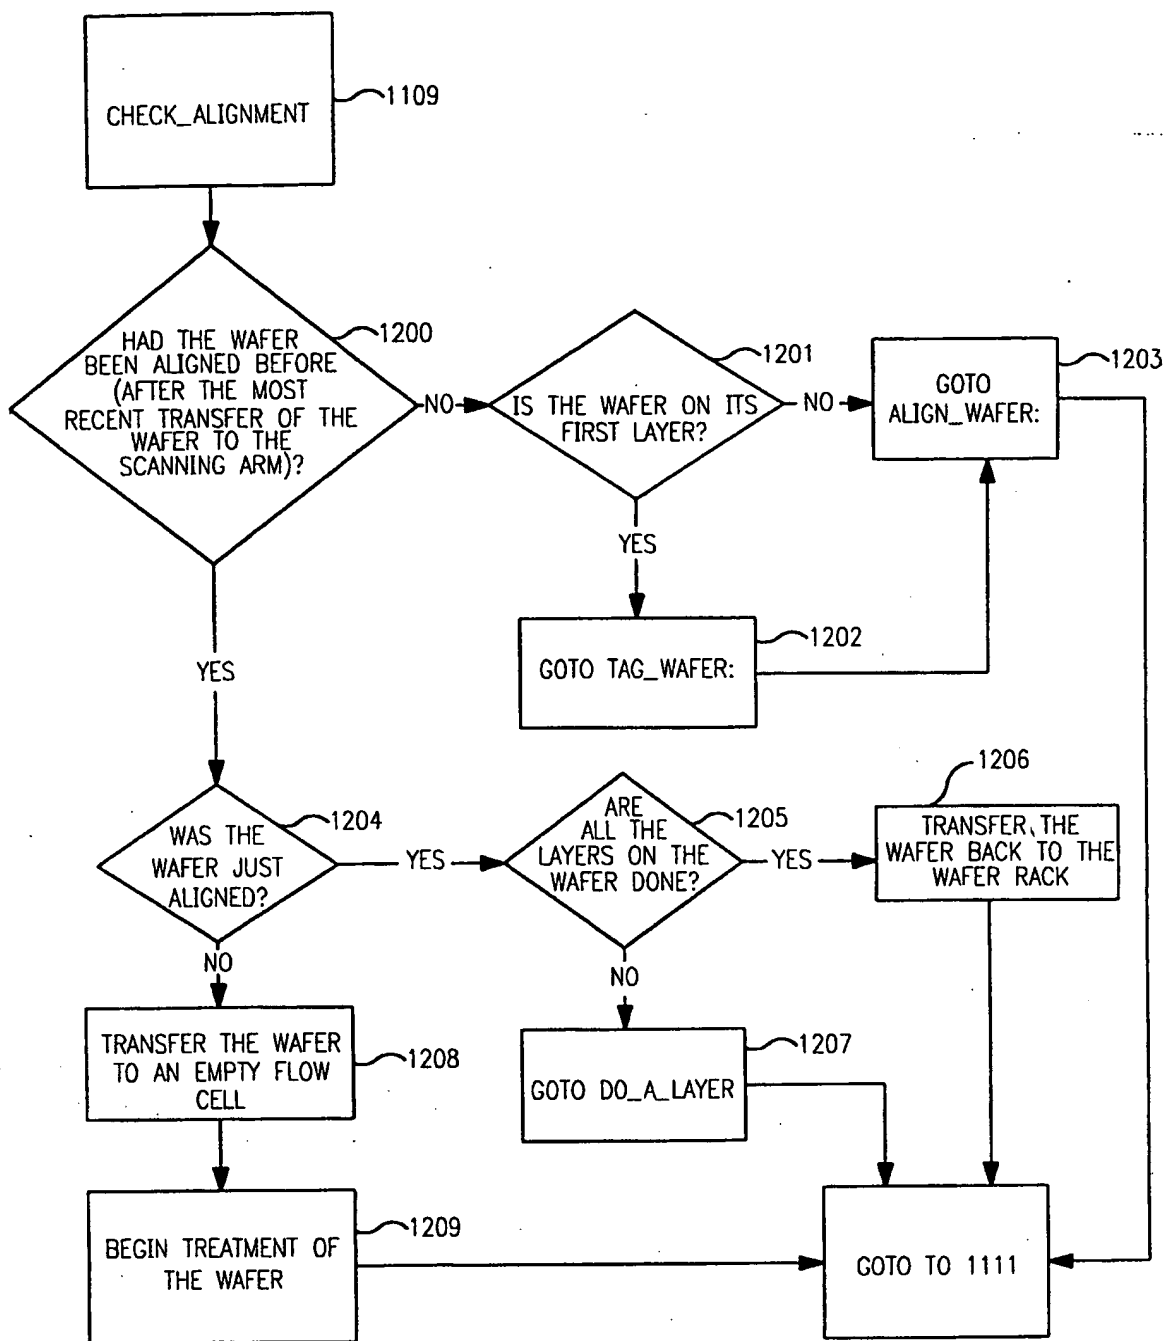 CHECK_ALIGNMENT
1109
HAD THE WAFER
BEEN ALIGNED BEFORE
(AFTER THE MOST
RECENT TRANSFER OF THE
WAFER TO THE
SCANNING ARM)?
1200
NO
IS THE WAFER ON ITS
FIRST LAYER?
1201
NO
GOTO
ALIGN_WAFER:
1203
YES
GOTO TAG_WAFER:
1202
YES
WAS THE
WAFER JUST
ALIGNED?
1204
YES
ARE
ALL THE
LAYERS ON THE
WAFER DONE?
1205
YES
TRANSFER THE
WAFER BACK TO THE
WAFER RACK
1206
NO
NO
TRANSFER THE WAFER
TO AN EMPTY FLOW
CELL
1208
GOTO DO_A_LAYER
1207
BEGIN TREATMENT OF
THE WAFER
1209
GOTO TO 1111